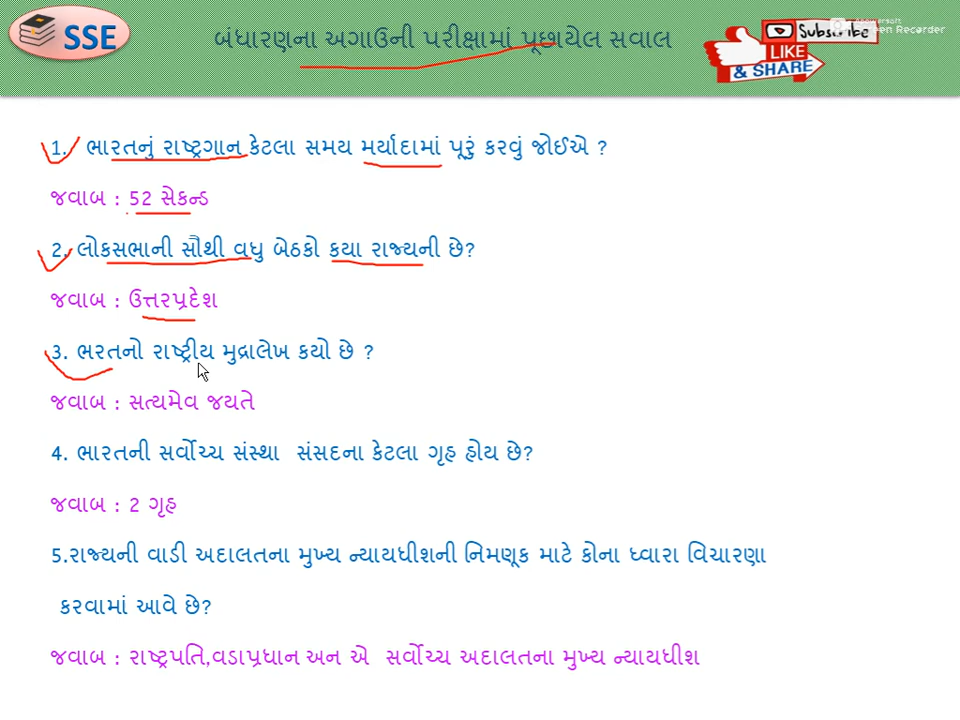 SSE
બંધારણના અગાઉની પરીક્ષામાં પૂછાયેલ સવાલ
Subscribe
LIKE
& SHARE
Screen Recorder
1. ભારતનું રાષ્ટ્રગાન કેટલા સમય મર્યાદામાં પૂરું કરવું જોઈએ ?
જવાબ : 52 સેકન્ડ
2. લોકસભાની સૌથી વધુ બેઠકો કયા રાજ્યની છે?
જવાબ : ઉત્તરપ્રદેશ
3. ભરતનો રાષ્ટ્રીય મુદ્રાલેખ કયો છે ?
જવાબ : સત્યમેવ જયતે
4. ભારતની સર્વોચ્ચ સંસ્થા સંસદના કેટલા ગૃહ હોય છે?
જવાબ : 2 ગૃહ
5.રાજ્યની વાડી અદાલતના મુખ્ય ન્યાયધીશની નિમણૂક માટે કોના ધ્વારા વિચારણા
કરવામાં આવે છે?
જવાબ : રાષ્ટ્રપતિ,વડાપ્રધાન અન એ સર્વોચ્ચ અદાલતના મુખ્ય ન્યાયધીશ